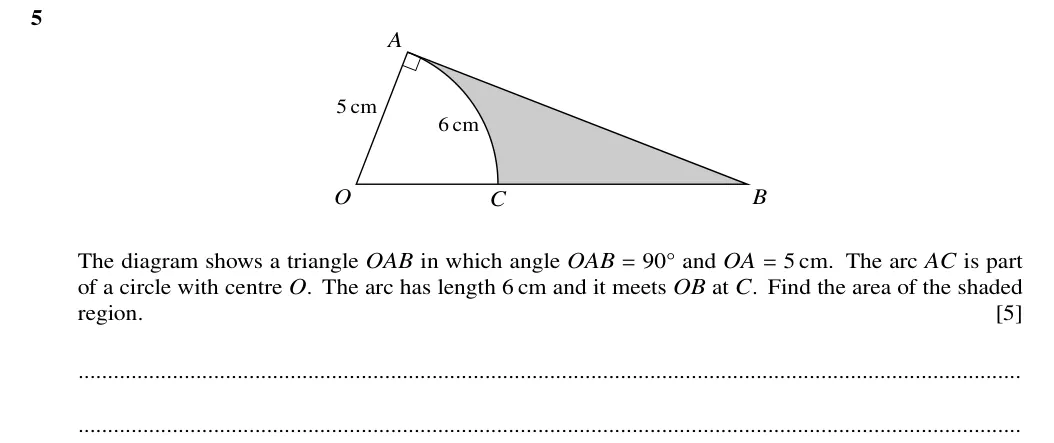 5
A
5 cm
6 cm
O
C
B
The diagram shows a triangle OAB in which angle OAB = 90° and OA = 5 cm. The arc AC is part
of a circle with centre O. The arc has length 6 cm and it meets OB at C. Find the area of the shaded
region. [5]